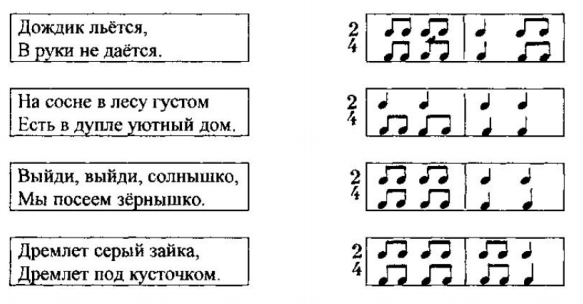 Дождик льётся,
В руки не даётся.
2
4
На сосне в лесу густом
Есть в дупле уютный дом.
2
4
Выйди, выйди, солнышко,
Мы посеем зёрнышко.
2
4
Дремлет серый зайка,
Дремлет под кусточком.
2
4